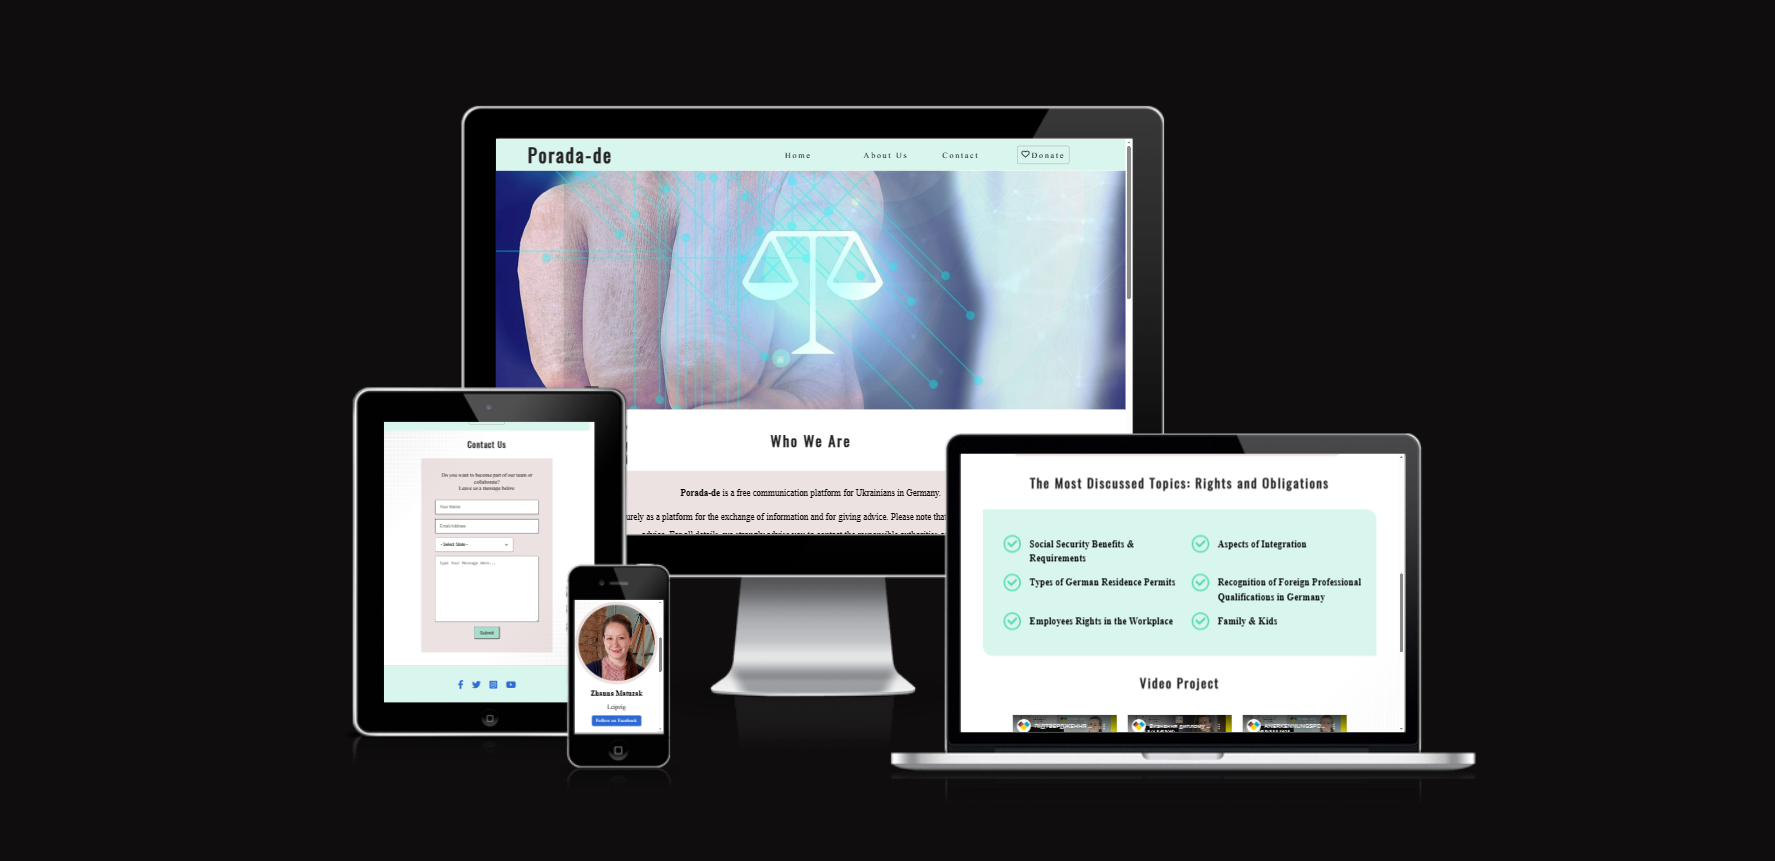 Porada-de
Home
About Us
Contact
Donate
Who We Are
Porada-de is a free communication platform for Ukrainians in Germany.
as a platform for the exchange of information and for giving advice. Please note
Contact Us
Do you want to become part of our team or
collaborate?
Leave us a message below
Your Name
Email Address
- Select State -
Type Your Message Here...
Submit
Zhanna Matuzak
Leipzig
Follow on Facebook
The Most Discussed Topics: Rights and Obligations
Social Security Benefits &
Requirements
Types of German Residence Permits
Employees Rights in the Workplace
Aspects of Integration
Recognition of Foreign Professional
Qualifications in Germany
Family & Kids
Video Project